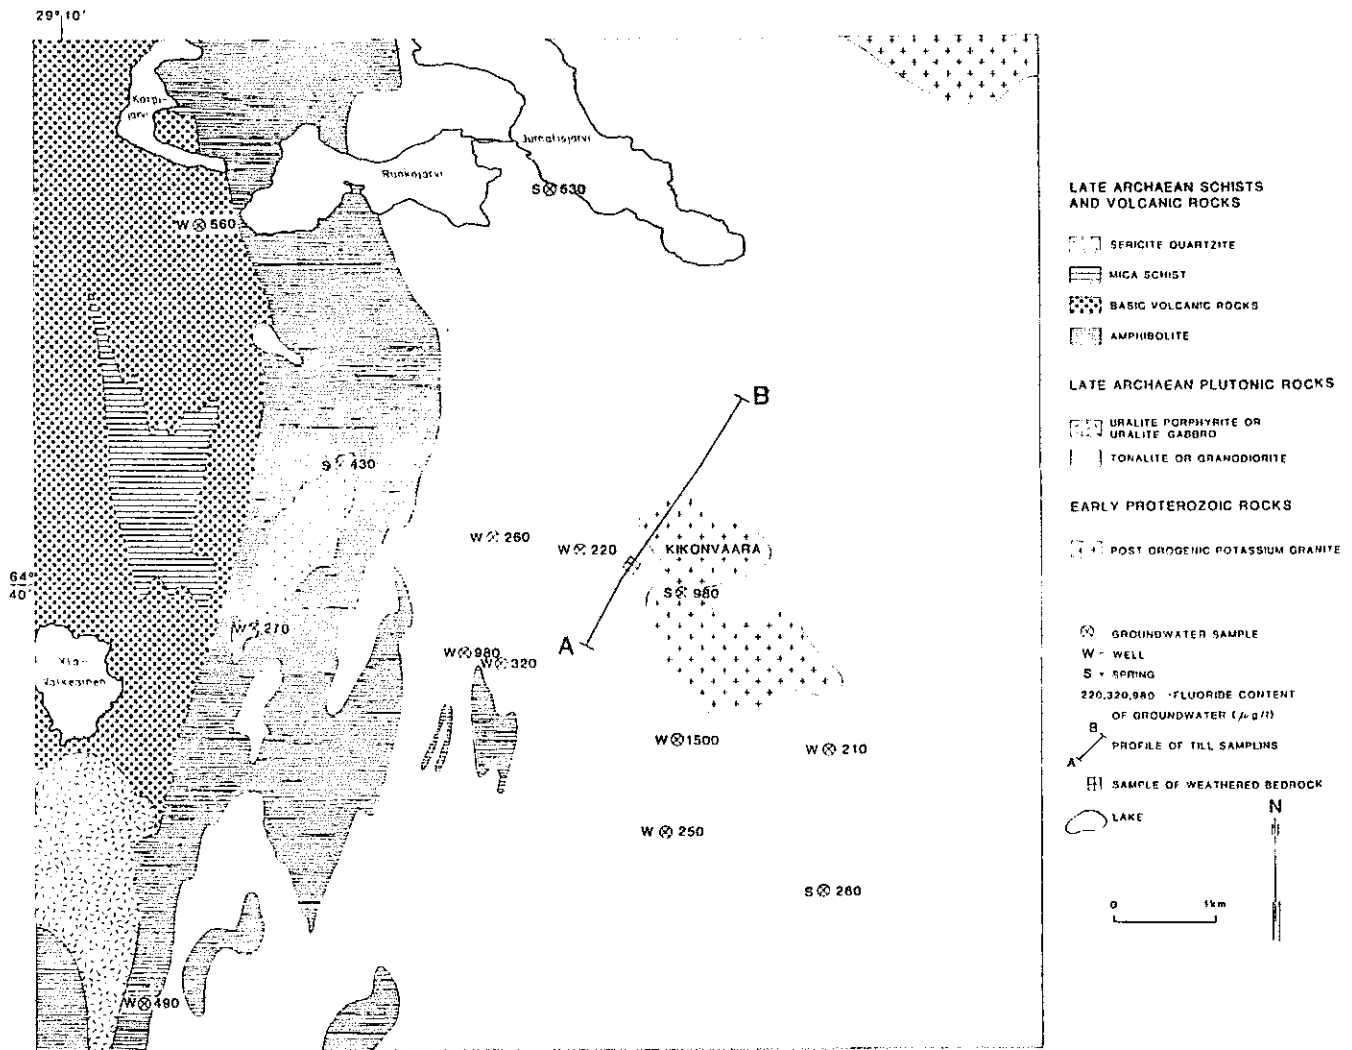 29° 10'
Jumalisjärvi
Runkojärvi
S 530
W 560
B
S 430
W 260
W 220
KIKONVAARA
64°
40'
S 980
W 270
A
W 980
W 320
W 1500
W 210
W 250
S 260
W 490
LATE ARCHAEAN SCHISTS
AND VOLCANIC ROCKS
SERICITE QUARTZITE
MICA SCHIST
BASIC VOLCANIC ROCKS
AMPHIBOLITE
LATE ARCHAEAN PLUTONIC ROCKS
URALITE PORPHYRITE OR
URALITE GABBRO
TONALITE OR GRANODIORITE
EARLY PROTEROZOIC ROCKS
POST OROGENIC POTASSIUM GRANITE
GROUNDWATER SAMPLE
W - WELL
S - SPRING
220,320,980 - FLUORIDE CONTENT
OF GROUNDWATER (µg/l)
B
A
PROFILE OF TILL SAMPLING
SAMPLE OF WEATHERED BEDROCK
LAKE
N
0 1km